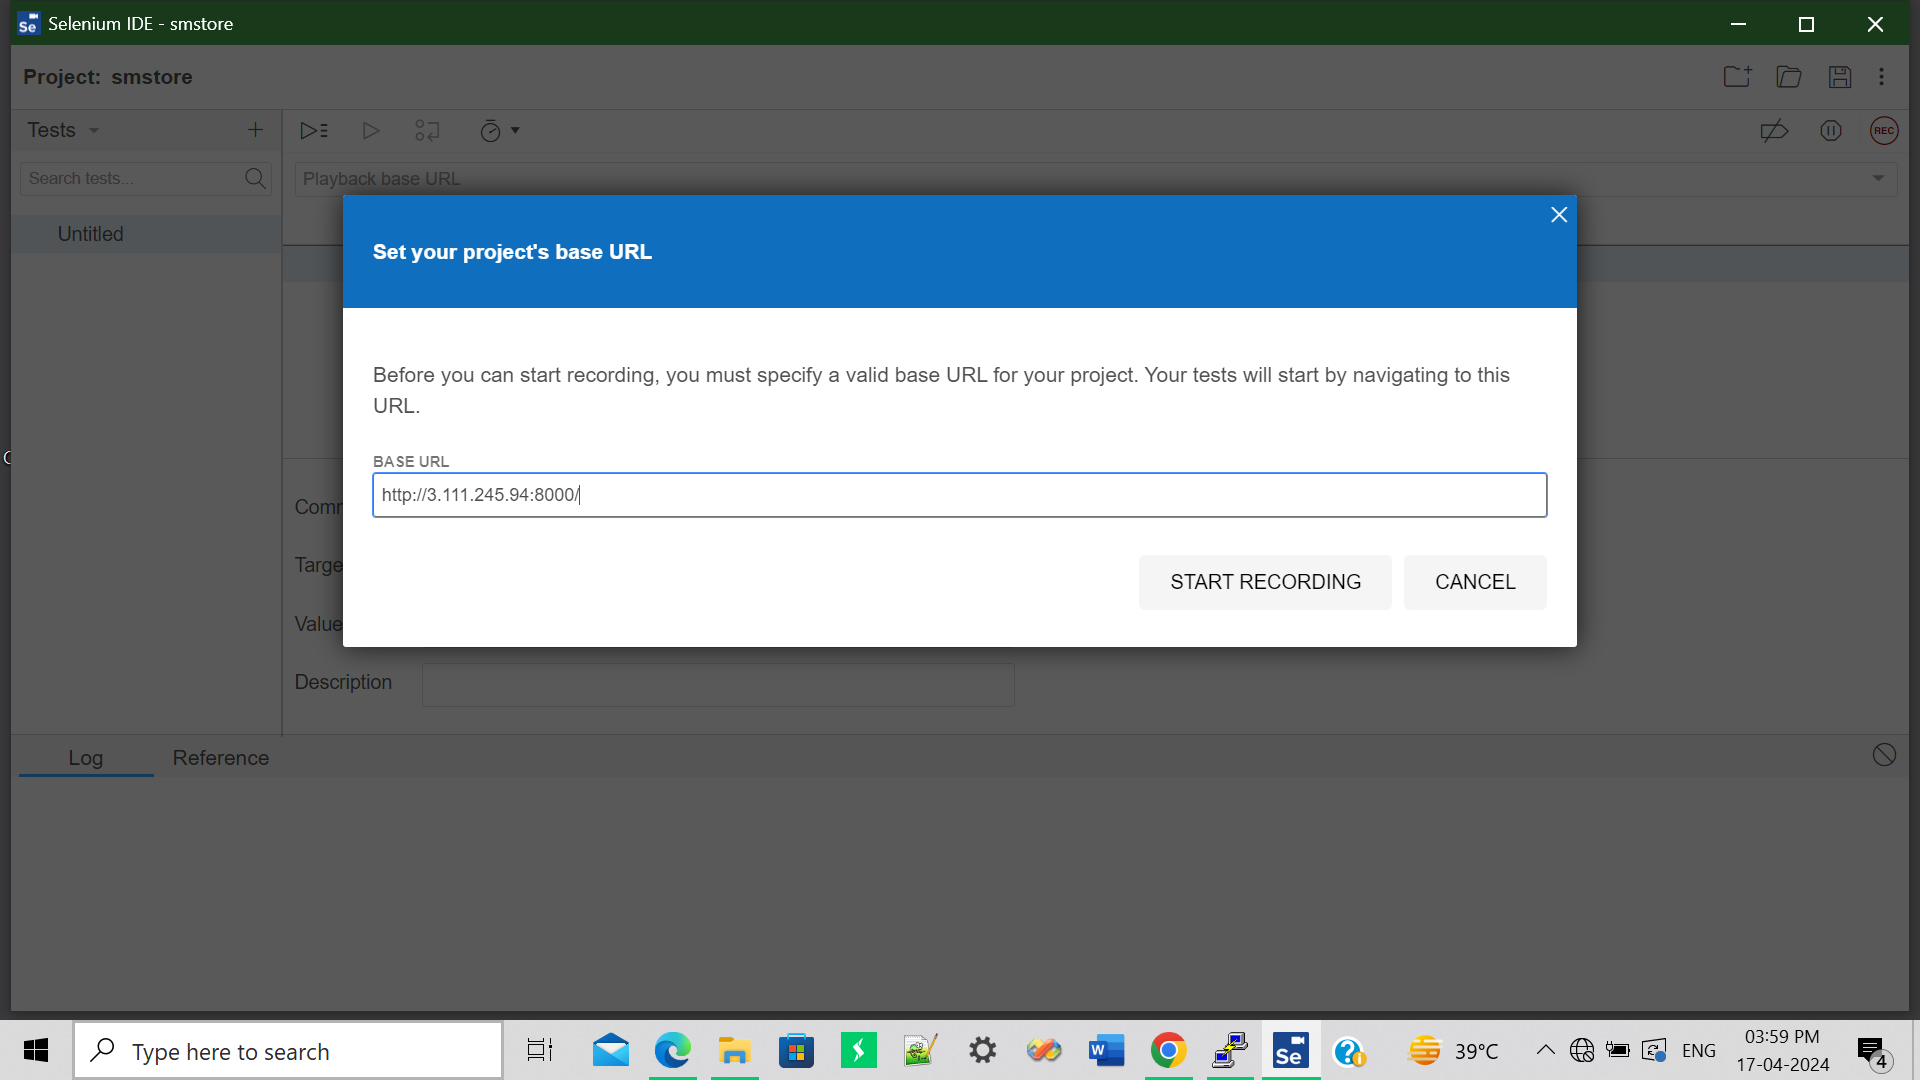 Selenium IDE - smstore
Project: smstore
Tests
Search tests...
Playback base URL
Untitled
Set your project's base URL
Before you can start recording, you must specify a valid base URL for your project. Your tests will start by navigating to this
URL.
BASE URL
http://3.111.245.94:8000/
START RECORDING
CANCEL
Comm
Targe
Value
Description
Log
Reference
REC
Type here to search
Se
39°C
ENG
03:59 PM
17-04-2024
4